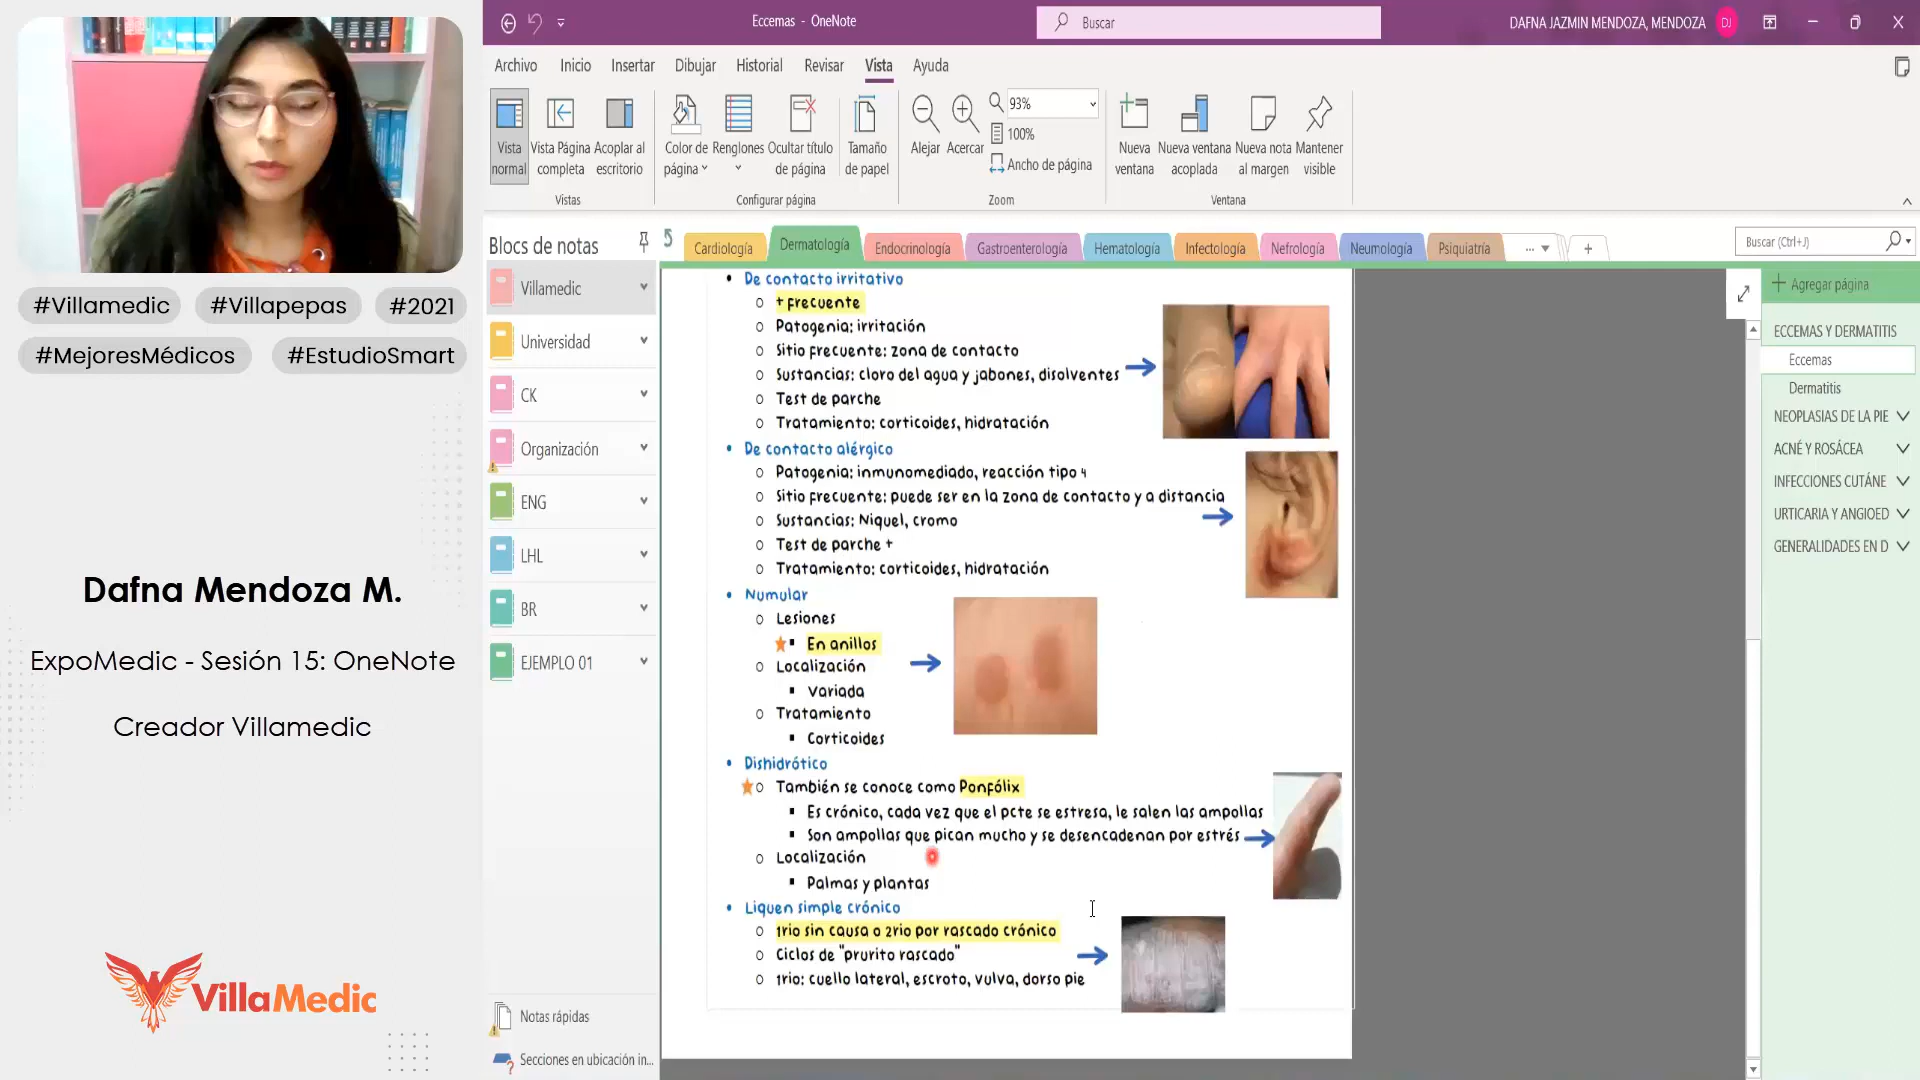 #Villamedic
#Villapepas
#2021
#MejoresMédicos
#EstudioSmart
Dafna Mendoza M.
ExpoMedic - Sesión 15: OneNote
Creador Villamedic
VillaMedic
Eccemas - OneNote
Buscar
DAFNA JAZMIN MENDOZA, MENDOZA
DJ
Archivo
Inicio
Insertar
Dibujar
Historial
Revisar
Vista
Ayuda
Vista normal
Vista Página completa
Acoplar al escritorio
Vistas
Color de página
Renglones
Ocultar título de página
Tamaño de papel
Configurar página
Alejar
Acercar
93%
100%
Ancho de página
Zoom
Nueva ventana
Nueva ventana acoplada
Nueva nota al margen
Mantener visible
Ventana
Blocs de notas
Cardiología
Dermatología
Endocrinología
Gastroenterología
Hematología
Infectología
Nefrología
Neumología
Psiquiatría
...
Buscar (Ctrl+J)
Villamedic
Universidad
CK
Organización
ENG
LHL
BR
EJEMPLO 01
Notas rápidas
Secciones en ubicación in...
• De contacto irritativo
○ + frecuente
○ Patogenia: irritación
○ Sitio frecuente: zona de contacto
○ Sustancias: cloro del agua y jabones, disolventes
○ Test de parche
○ Tratamiento: corticoides, hidratación
• De contacto alérgico
○ Patogenia: inmunomediado, reacción tipo 4
○ Sitio frecuente: puede ser en la zona de contacto y a distancia
○ Sustancias: Niquel, cromo
○ Test de parche +
○ Tratamiento: corticoides, hidratación
• Numular
○ Lesiones
▪ En anillos
○ Localización
▪ Variada
○ Tratamiento
▪ Corticoides
• Dishidrótico
○ También se conoce como Ponfólix
▪ Es crónico, cada vez que el pcte se estresa, le salen las ampollas
▪ Son ampollas que pican mucho y se desencadenan por estrés
○ Localización
▪ Palmas y plantas
• Liquen simple crónico
○ 1rio sin causa o 2rio por rascado crónico
○ Ciclos de "prurito rascado"
○ 1rio: cuello lateral, escroto, vulva, dorso pie
Agregar página
ECCEMAS Y DERMATITIS
Eccemas
Dermatitis
NEOPLASIAS DE LA PIE
ACNÉ Y ROSÁCEA
INFECCIONES CUTÁNE
URTICARIA Y ANGIOED
GENERALIDADES EN D